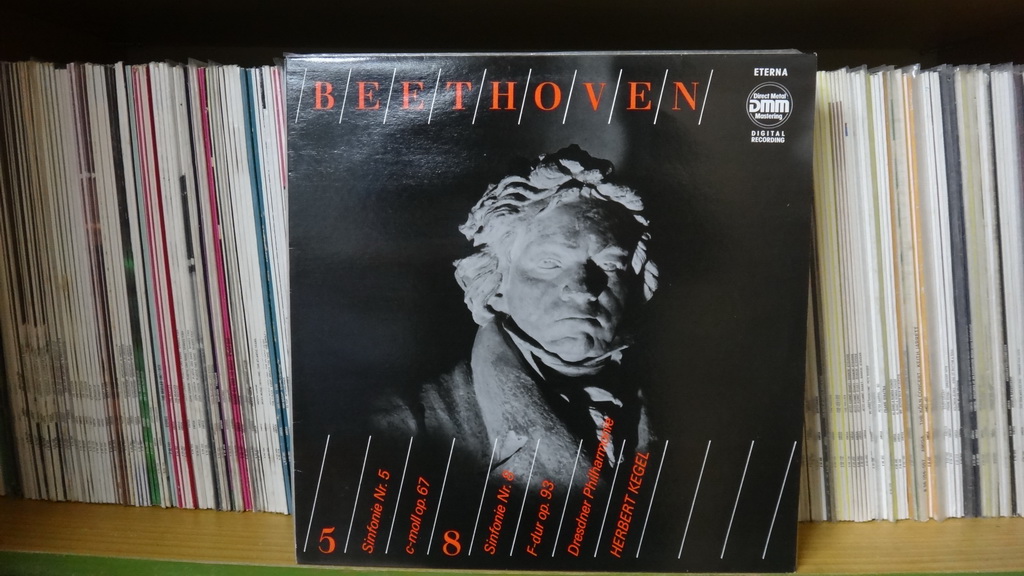 BEETHOVEN
ETERNA
Direct Metal
DMM
Mastering
DIGITAL
RECORDING
5
Sinfonie Nr. 5
c-moll op. 67
8
Sinfonie Nr. 8
F-dur op. 93
Dresdner Philharmonie
HERBERT KEGEL